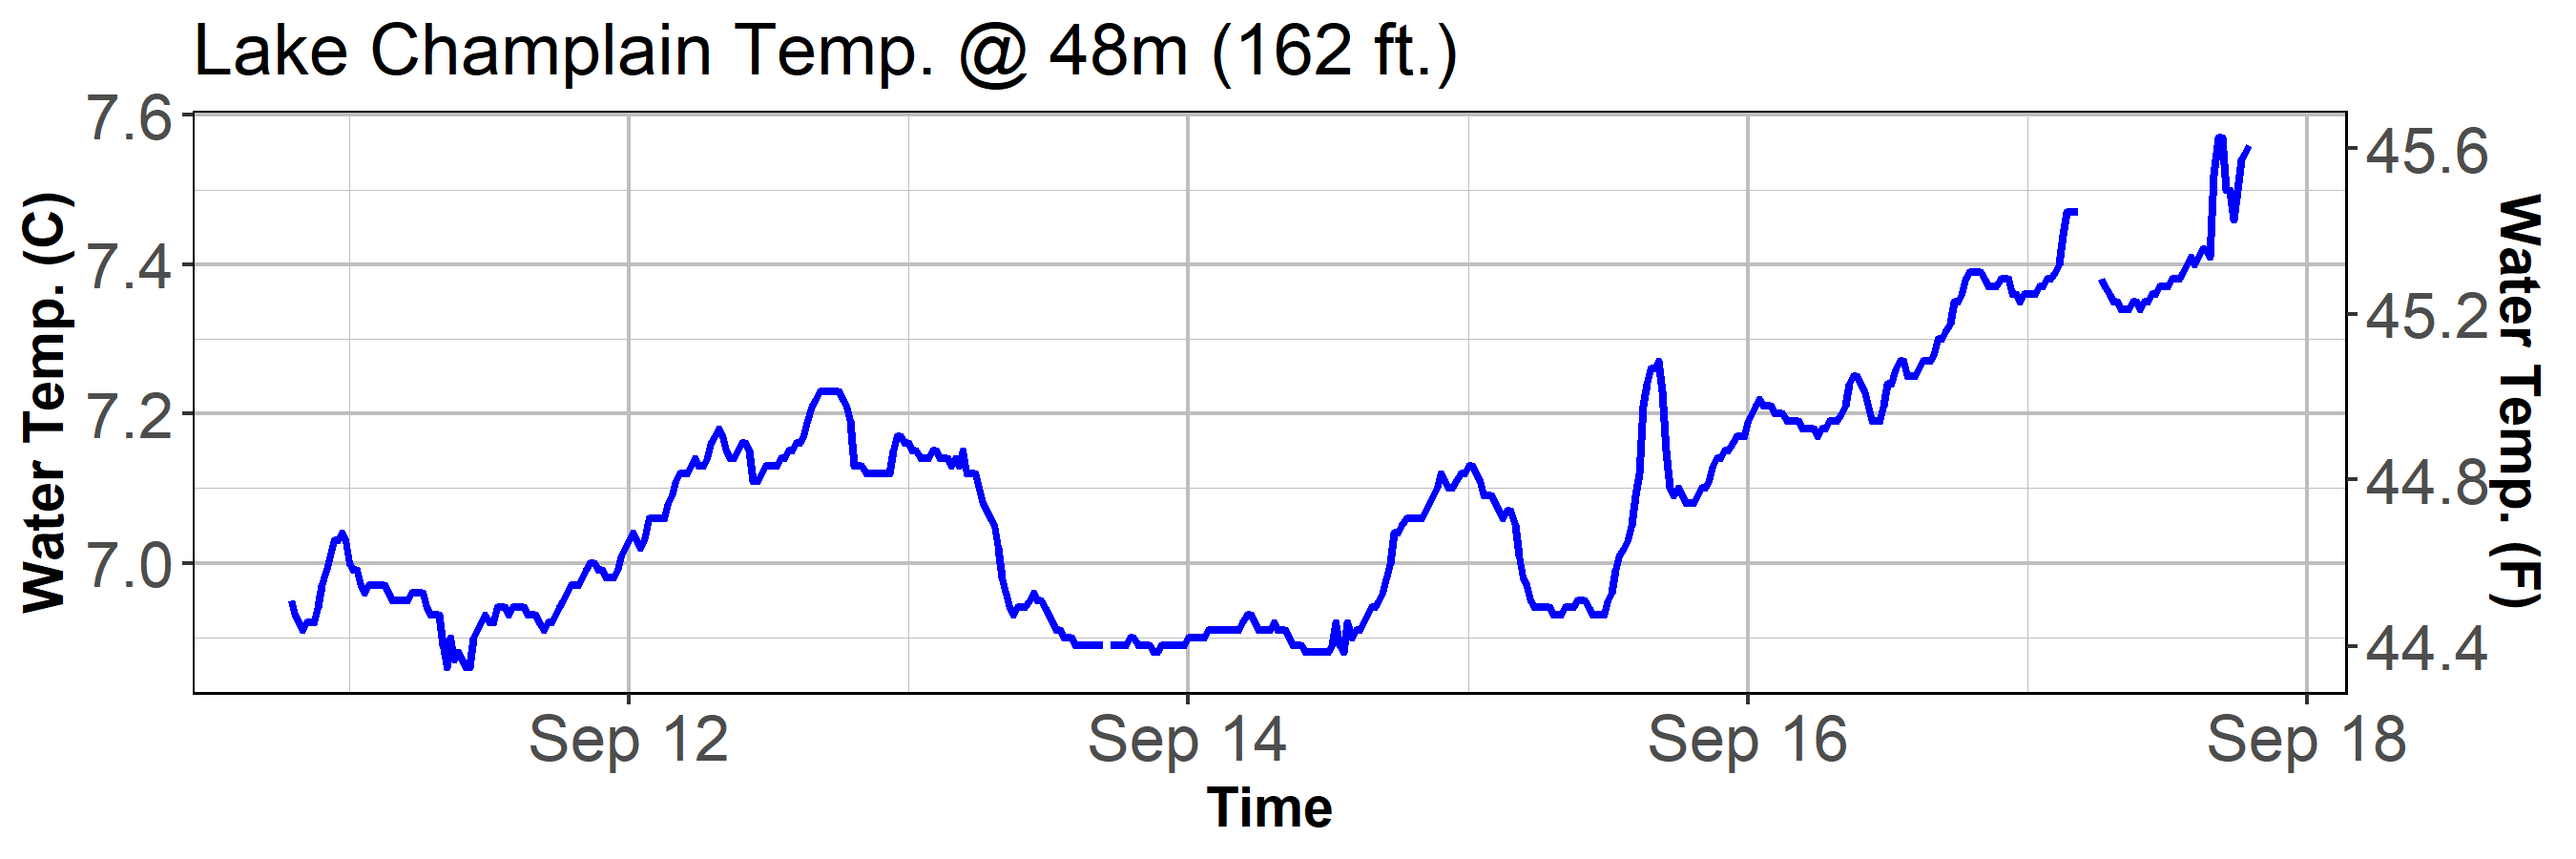 Lake Champlain Temp. @ 48m (162 ft.)
Water Temp. (C)
7.6
7.4
7.2
7.0
45.6
45.2
44.8
44.4
Water Temp. (F)
Sep 12 Sep 14 Sep 16 Sep 18
Time